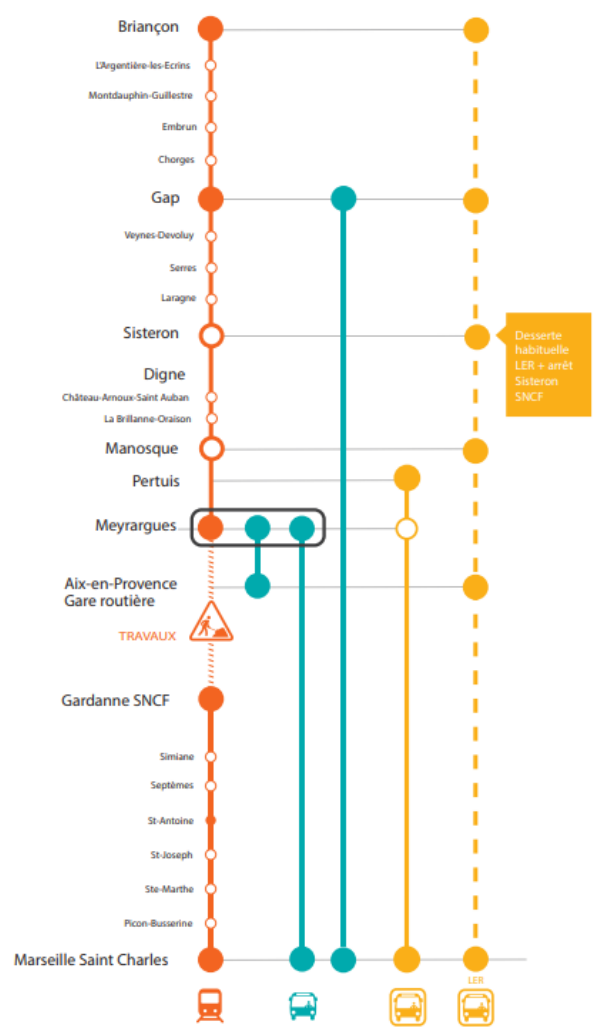 Briançon
L'Argentière-les-Ecrins
Montdauphin-Guillestre
Embrun
Chorges
Gap
Veynes-Devoluy
Serres
Laragne
Sisteron
Desserte
habituelle
LER + arrêt
Sisteron
SNCF
Digne
Château-Arnoux-Saint Auban
La Brillanne-Oraison
Manosque
Pertuis
Meyrargues
Aix-en-Provence
Gare routière
TRAVAUX
Gardanne SNCF
Simiane
Septèmes
St-Antoine
St-Joseph
Ste-Marthe
Picon-Busserine
Marseille Saint Charles
LER